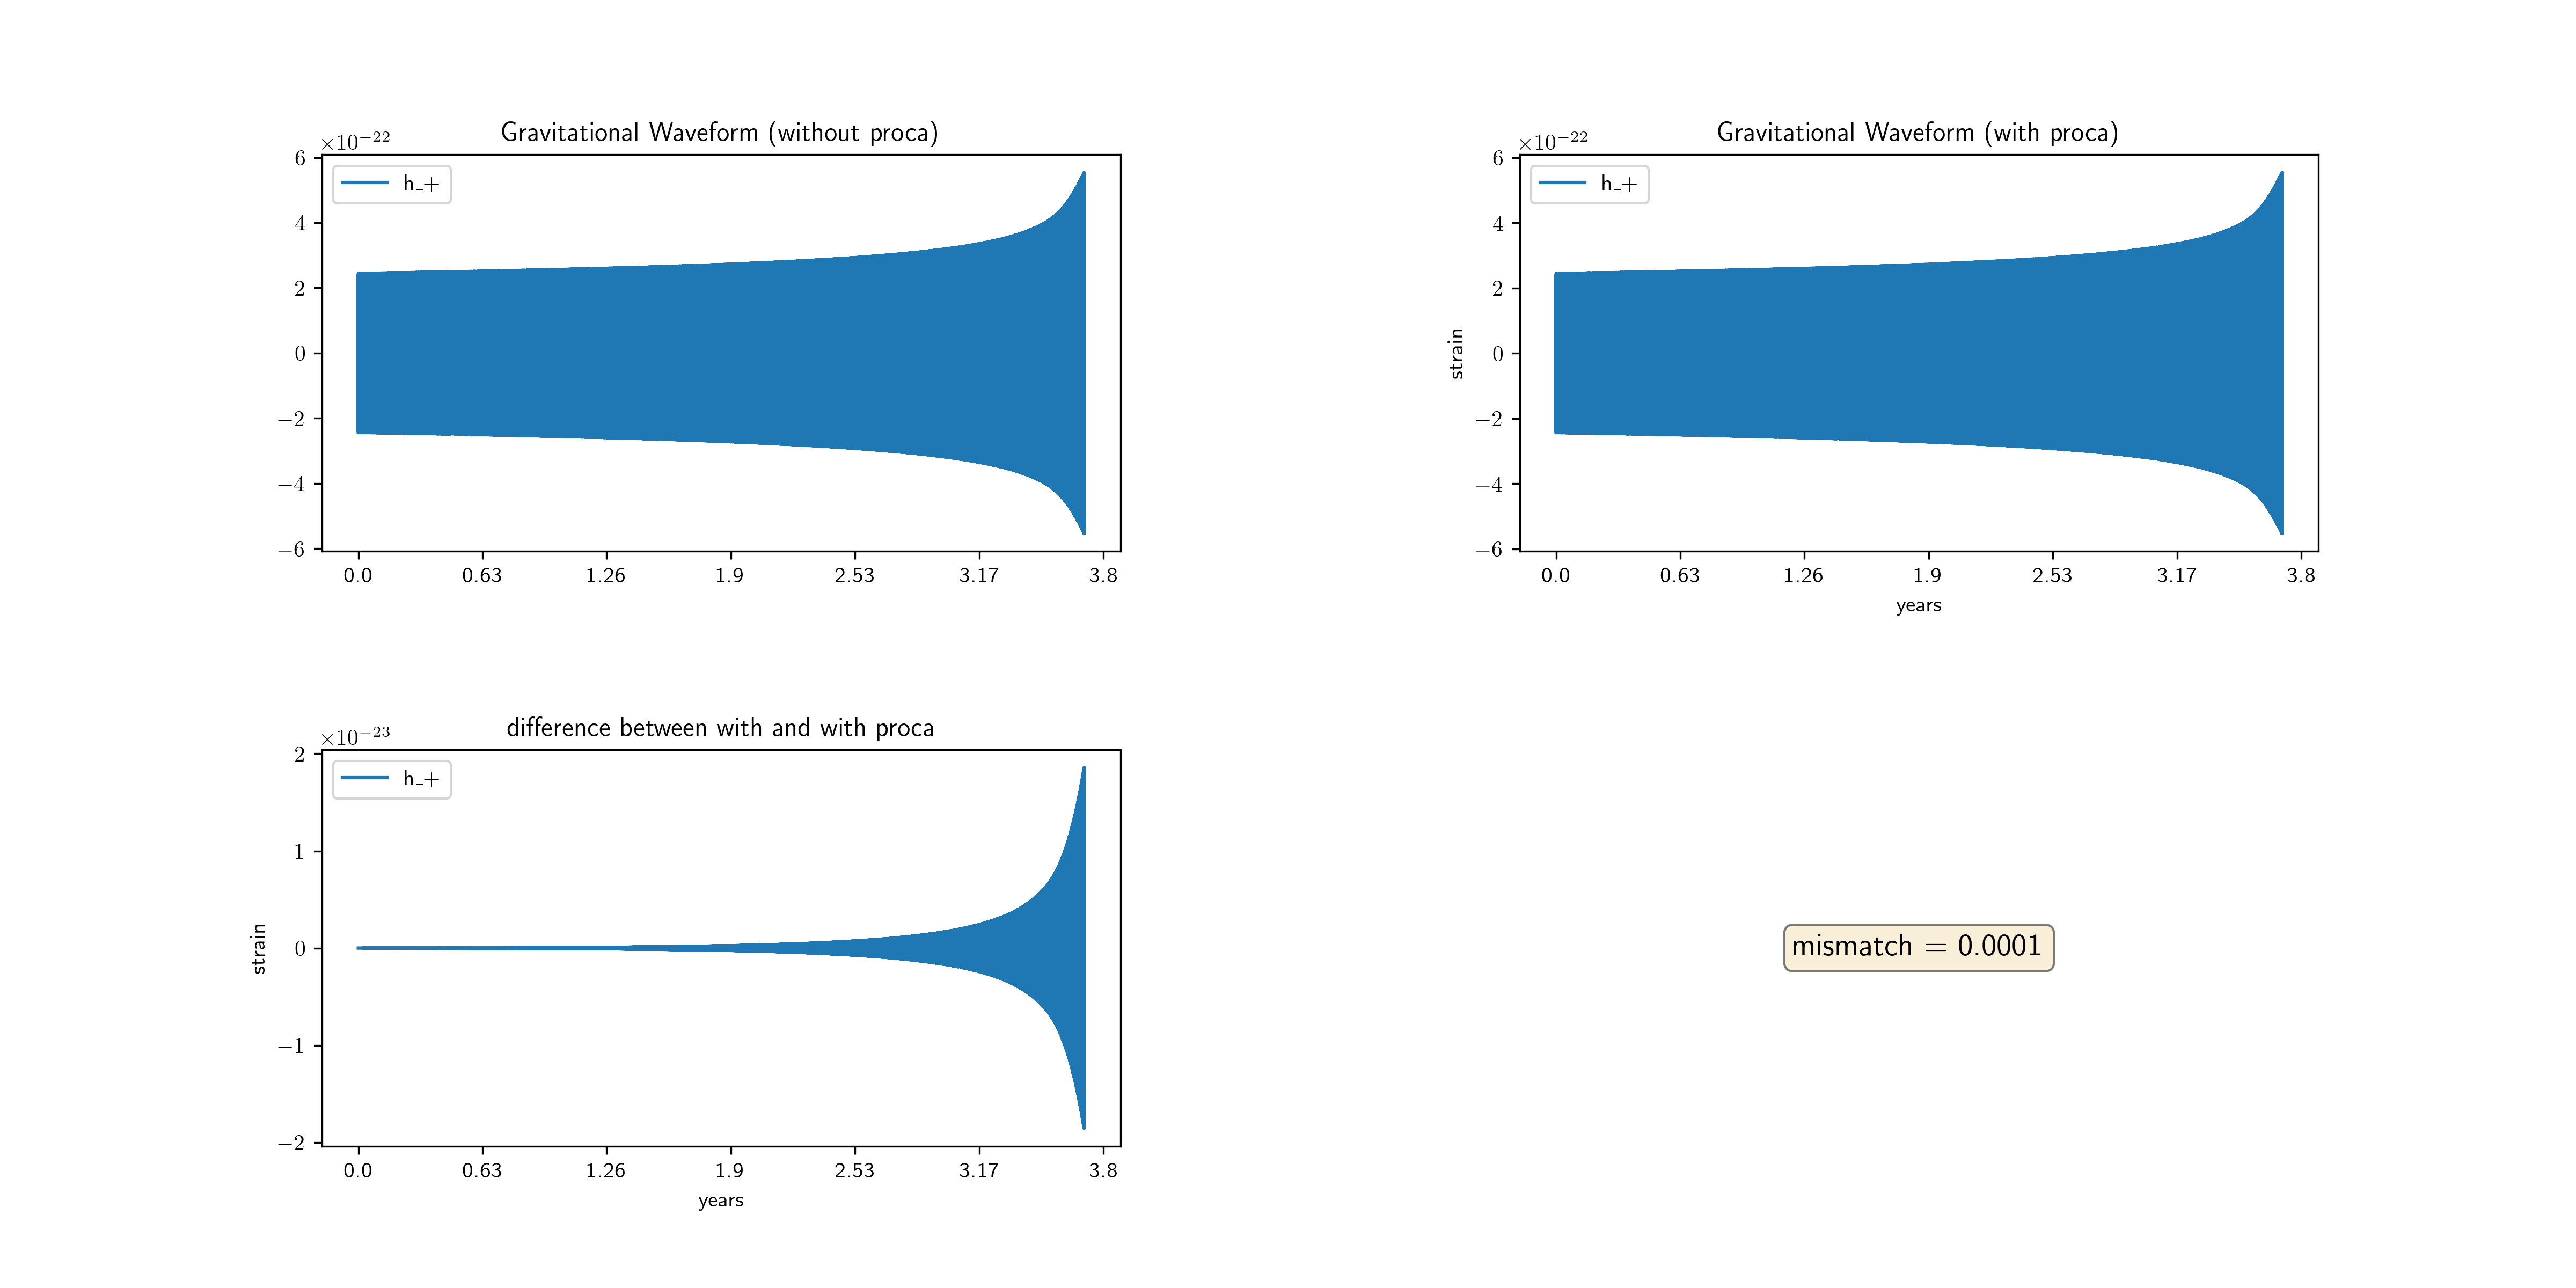 Gravitational Waveform (without proca)
×10⁻²²
h_+
6
4
2
0
−2
−4
−6
0.0 0.63 1.26 1.9 2.53 3.17 3.8
Gravitational Waveform (with proca)
×10⁻²²
h_+
6
4
2
0
−2
−4
−6
strain
0.0 0.63 1.26 1.9 2.53 3.17 3.8
years
difference between with and with proca
×10⁻²³
h_+
2
1
0
−1
−2
strain
0.0 0.63 1.26 1.9 2.53 3.17 3.8
years
mismatch = 0.0001